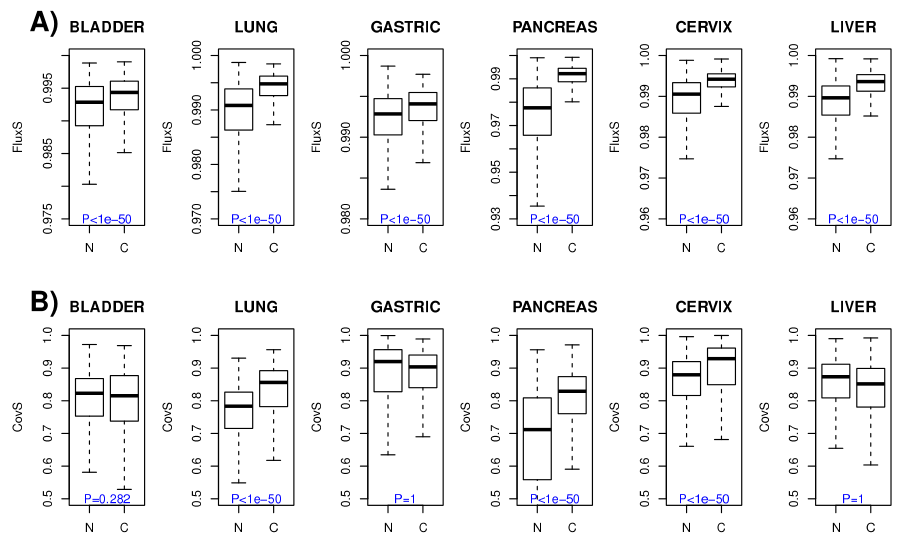 A)
BLADDER LUNG GASTRIC PANCREAS CERVIX LIVER
FluxS 0.975 0.985 0.995 P<1e−50 N C
FluxS 0.970 0.980 0.990 1.000 P<1e−50 N C
FluxS 0.980 0.990 1.000 P<1e−50 N C
FluxS 0.93 0.95 0.97 0.99 P<1e−50 N C
FluxS 0.96 0.97 0.98 0.99 1.00 P<1e−50 N C
FluxS 0.96 0.97 0.98 0.99 1.00 P<1e−50 N C
B)
BLADDER LUNG GASTRIC PANCREAS CERVIX LIVER
CovS 0.5 0.6 0.7 0.8 0.9 1.0 P=0.282 N C
CovS 0.5 0.6 0.7 0.8 0.9 1.0 P<1e−50 N C
CovS 0.5 0.6 0.7 0.8 0.9 1.0 P=1 N C
CovS 0.5 0.6 0.7 0.8 0.9 1.0 P<1e−50 N C
CovS 0.5 0.6 0.7 0.8 0.9 1.0 P<1e−50 N C
CovS 0.5 0.6 0.7 0.8 0.9 1.0 P=1 N C